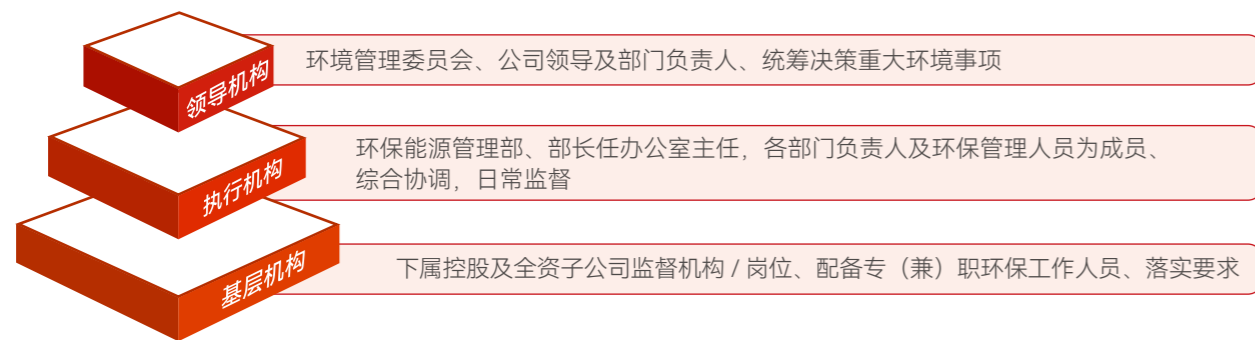 领导机构
环境管理委员会、公司领导及部门负责人、统筹决策重大环境事项
执行机构
环保能源管理部、部长任办公室主任，各部门负责人及环保管理人员为成员、
综合协调，日常监督
基层机构
下属控股及全资子公司监督机构 / 岗位、配备专（兼）职环保工作人员、落实要求